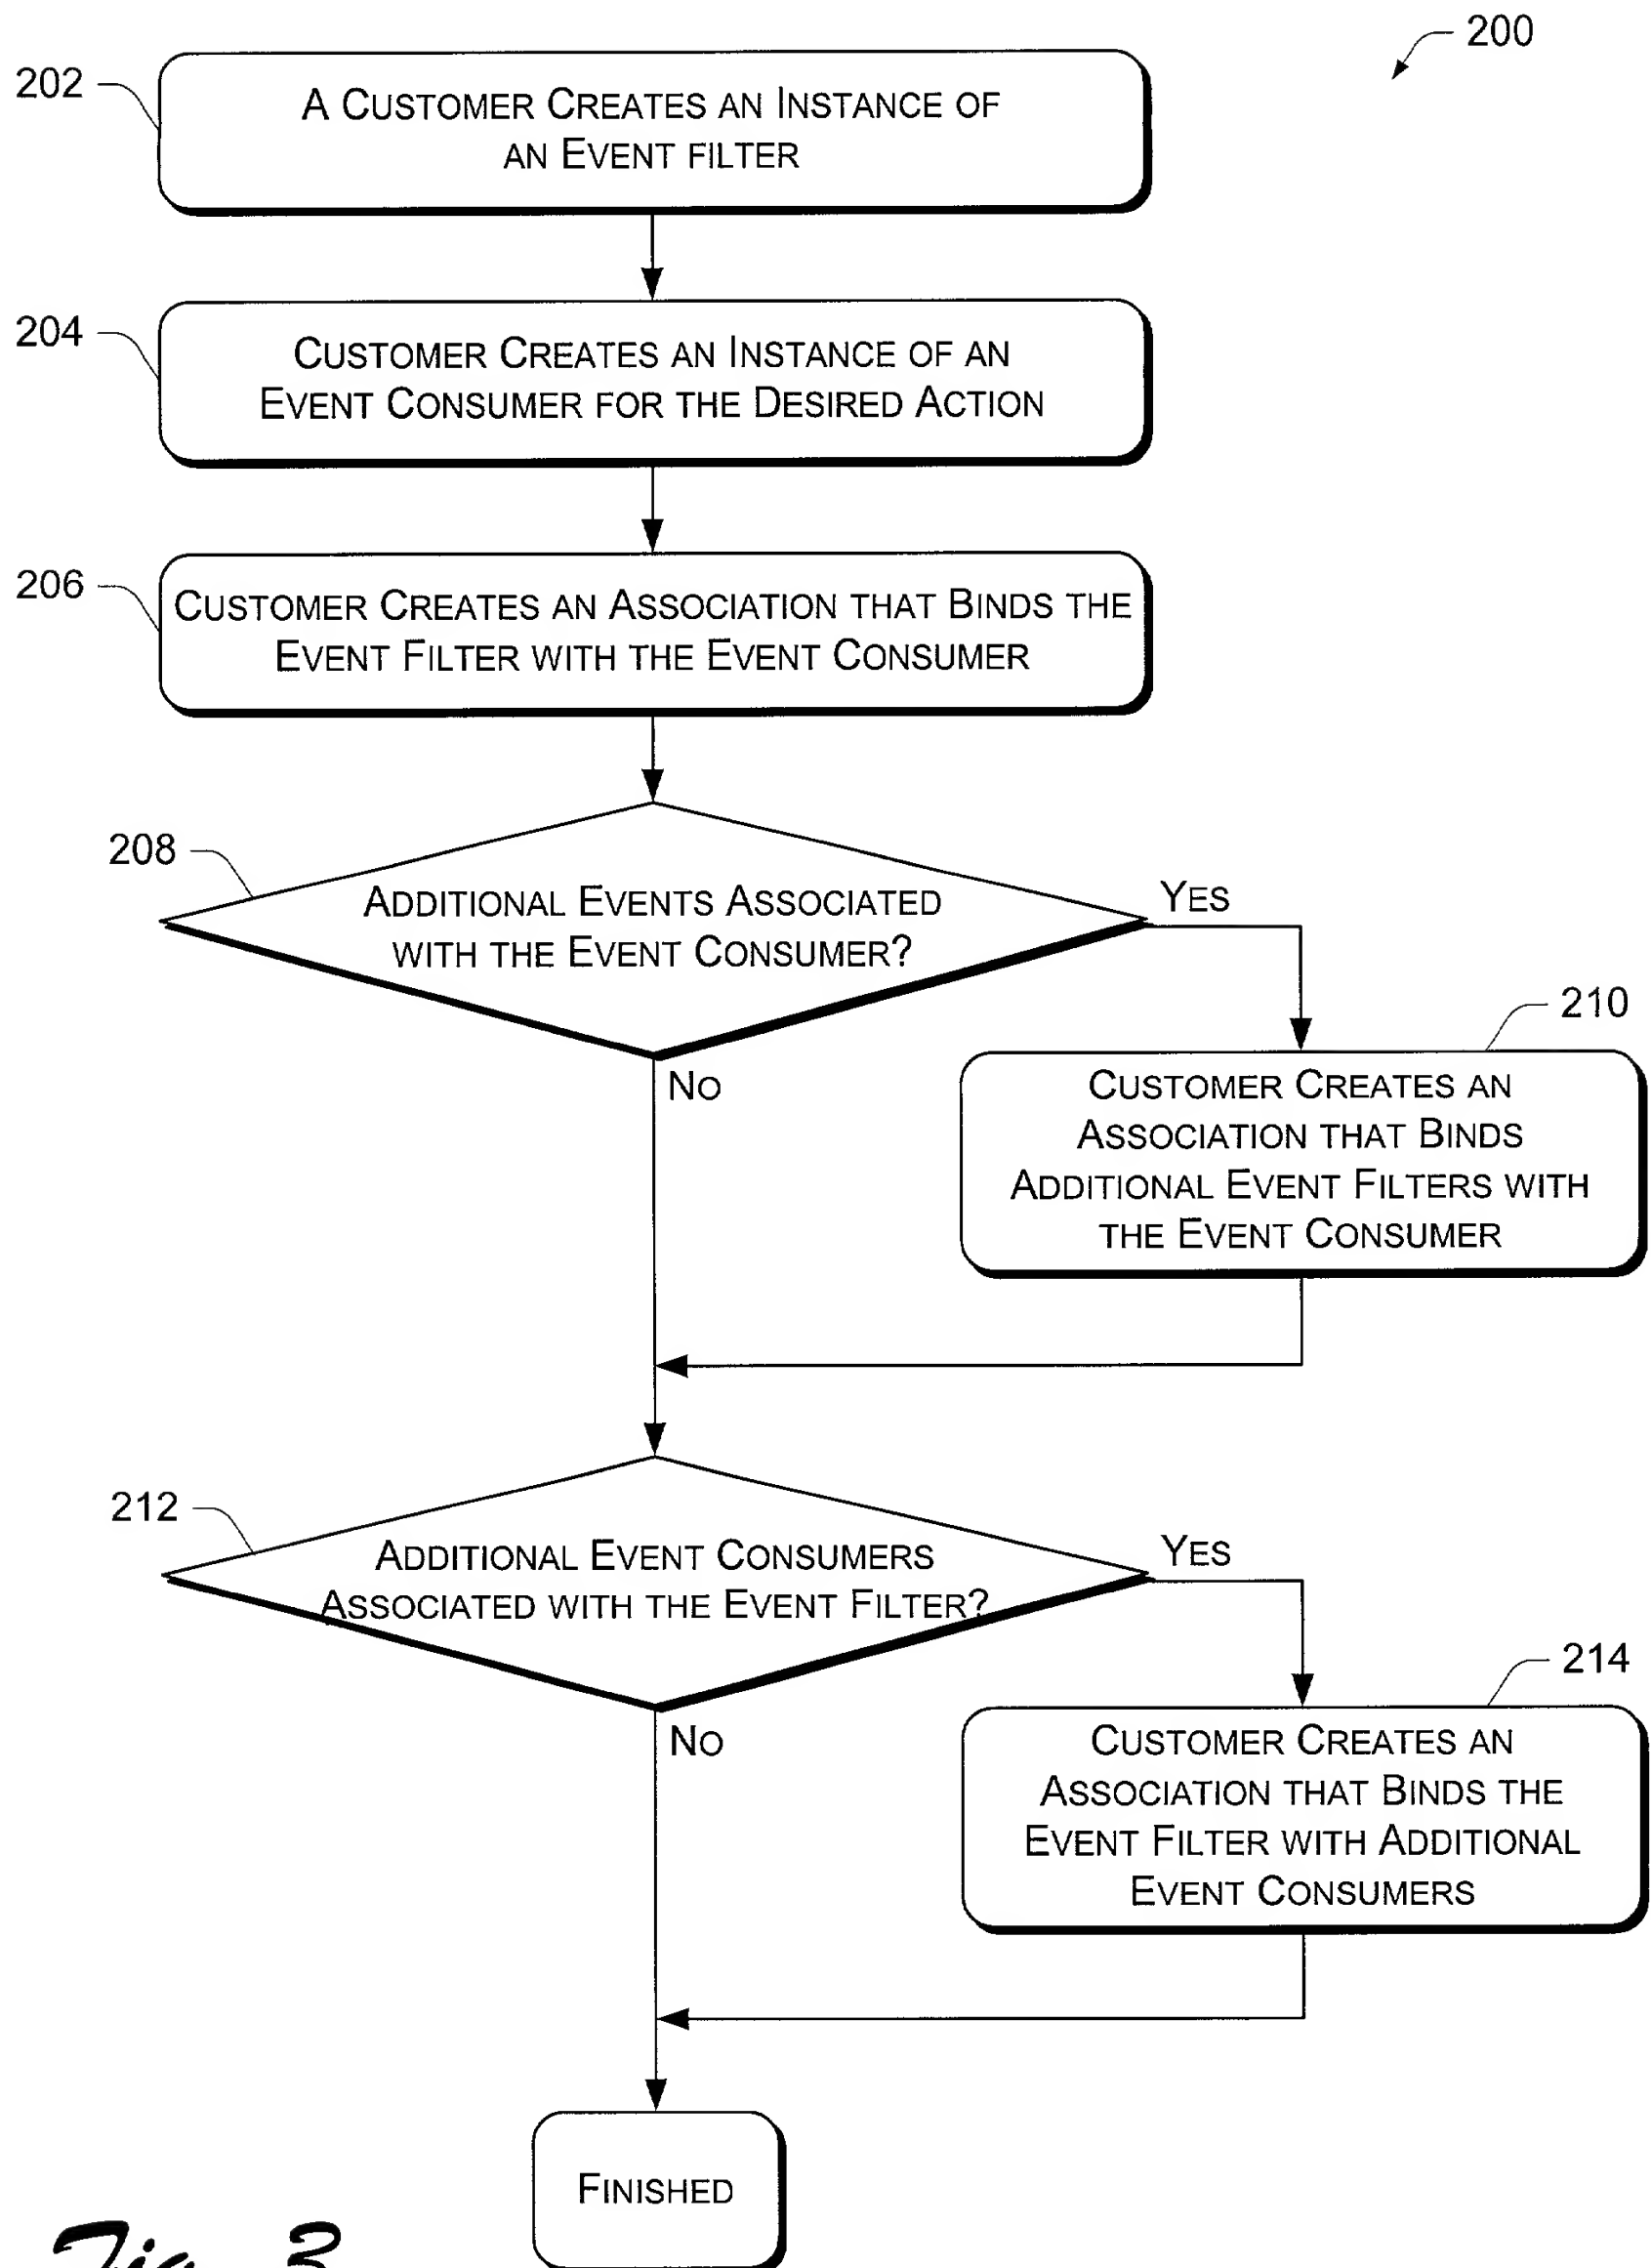 200
202
A CUSTOMER CREATES AN INSTANCE OF
AN EVENT FILTER
204
CUSTOMER CREATES AN INSTANCE OF AN
EVENT CONSUMER FOR THE DESIRED ACTION
206
CUSTOMER CREATES AN ASSOCIATION THAT BINDS THE
EVENT FILTER WITH THE EVENT CONSUMER
208
ADDITIONAL EVENTS ASSOCIATED
WITH THE EVENT CONSUMER?
YES
NO
210
CUSTOMER CREATES AN
ASSOCIATION THAT BINDS
ADDITIONAL EVENT FILTERS WITH
THE EVENT CONSUMER
212
ADDITIONAL EVENT CONSUMERS
ASSOCIATED WITH THE EVENT FILTER?
YES
NO
214
CUSTOMER CREATES AN
ASSOCIATION THAT BINDS THE
EVENT FILTER WITH ADDITIONAL
EVENT CONSUMERS
FINISHED
Fig. 3